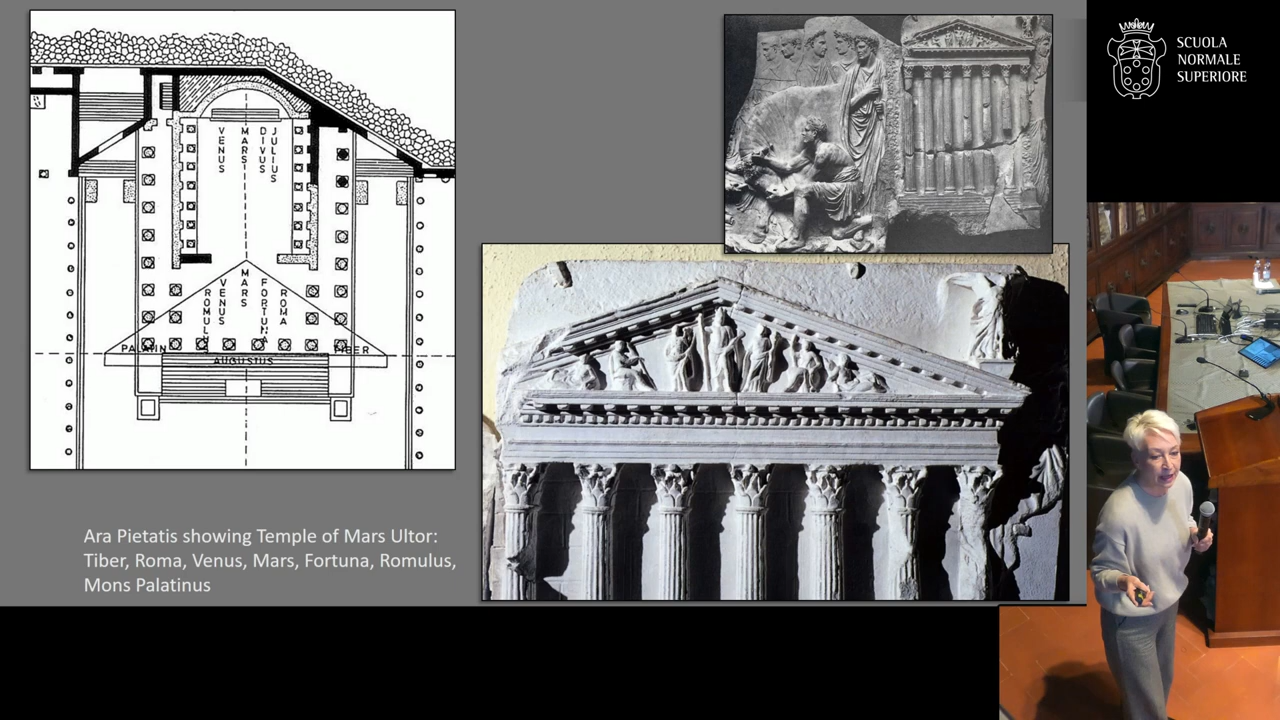 VENUS
MARS
DIVUS
JULIUS
ROMULUS
VENUS
MARS
FORTUNA
ROMA
PALATIN
TIBER
AUGUSTUS
Ara Pietatis showing Temple of Mars Ultor:
Tiber, Roma, Venus, Mars, Fortuna, Romulus,
Mons Palatinus
SCUOLA
NORMALE
SUPERIORE